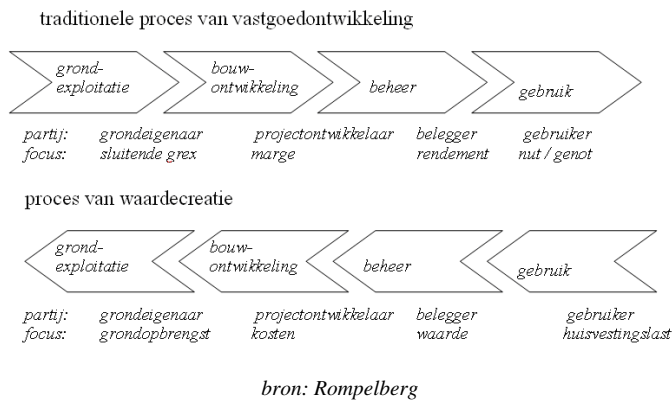 traditionele proces van vastgoedontwikkeling
grond-
exploitatie
bouw-
ontwikkeling
beheer
gebruik
partij: grondeigenaar projectontwikkelaar belegger gebruiker
focus: sluitende grex marge rendement nut / genot
proces van waardecreatie
grond-
exploitatie
bouw-
ontwikkeling
beheer
gebruik
partij: grondeigenaar projectontwikkelaar belegger gebruiker
focus: grondopbrengst kosten waarde huisvestingslast
bron: Rompelberg